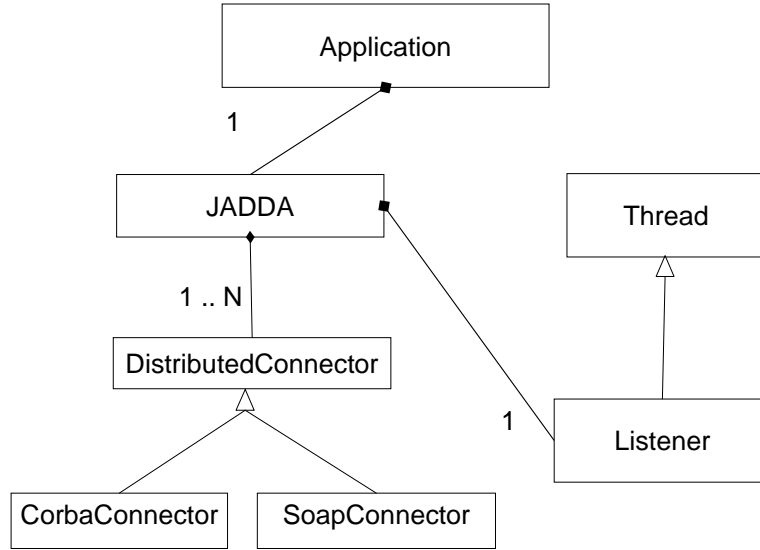 Application
1
JADDA
Thread
1 .. N
DistributedConnector
1
Listener
CorbaConnector
SoapConnector